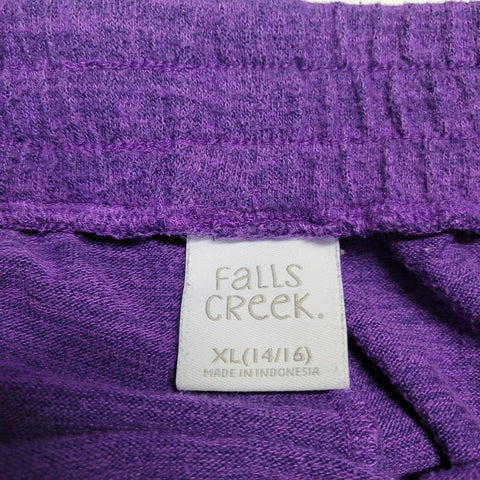 Falls
Creek.
XL(14/16)
MADE IN INDONESIA